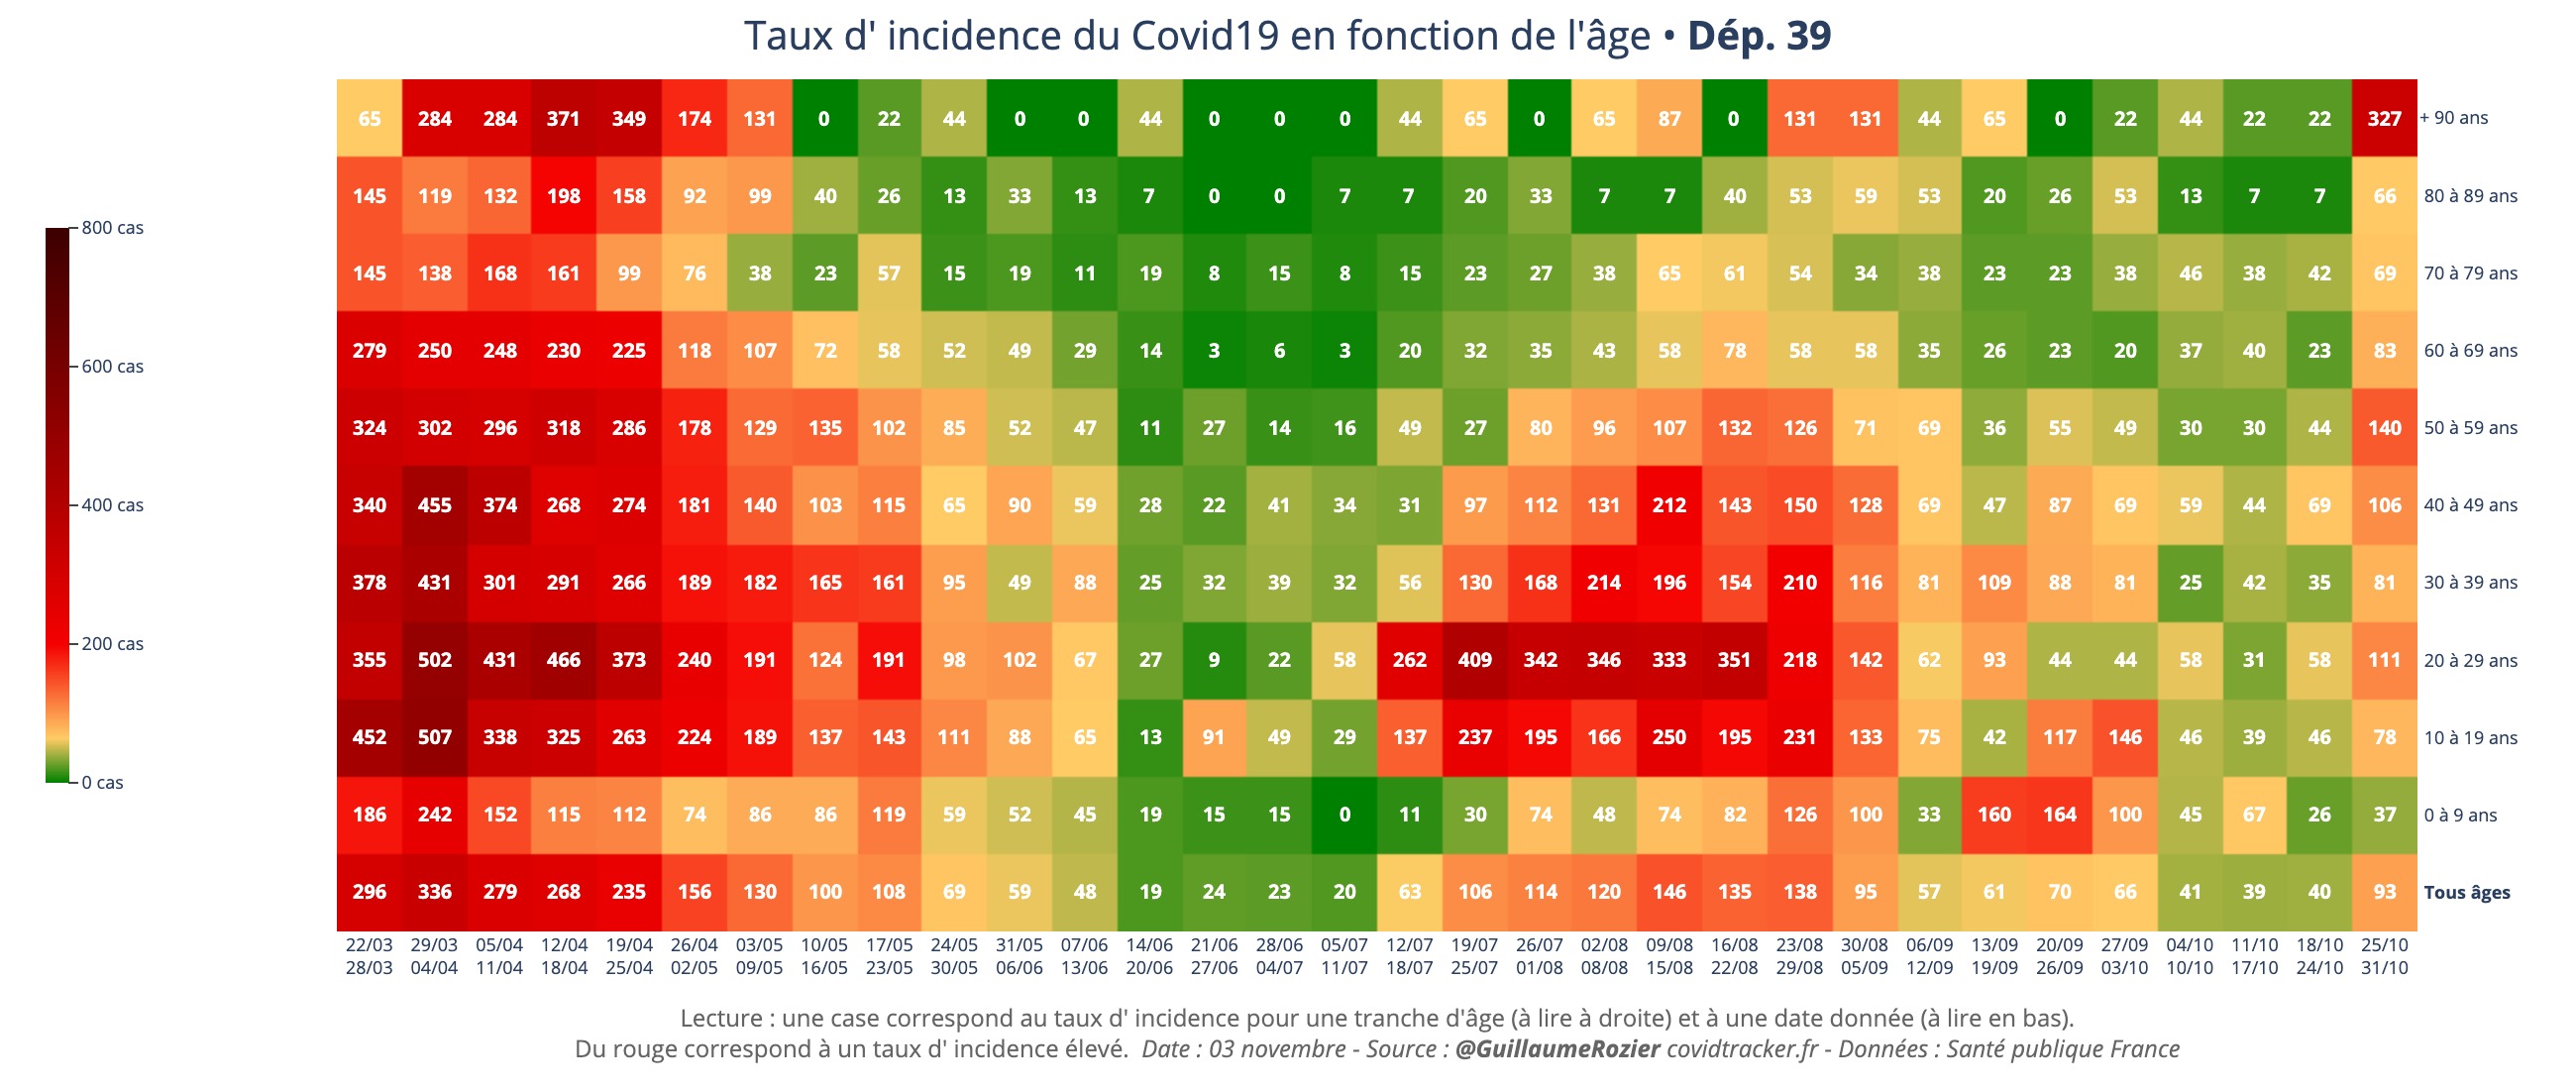 Taux d' incidence du Covid19 en fonction de l'âge • Dép. 39
800 cas
600 cas
400 cas
200 cas
0 cas
65 284 284 371 349 174 131 0 22 44 0 0 44 0 0 0 44 65 0 65 87 0 131 131 44 65 0 22 44 22 22 327 + 90 ans
145 119 132 198 158 92 99 40 26 13 33 13 7 0 0 7 7 20 33 7 7 40 53 59 53 20 26 53 13 7 7 66 80 à 89 ans
145 138 168 161 99 76 38 23 57 15 19 11 19 8 15 8 15 23 27 38 65 61 54 34 38 23 23 38 46 38 42 69 70 à 79 ans
279 250 248 230 225 118 107 72 58 52 49 29 14 3 6 3 20 32 35 43 58 78 58 58 35 26 23 20 37 40 23 83 60 à 69 ans
324 302 296 318 286 178 129 135 102 85 52 47 11 27 14 16 49 27 80 96 107 132 126 71 69 36 55 49 30 30 44 140 50 à 59 ans
340 455 374 268 274 181 140 103 115 65 90 59 28 22 41 34 31 97 112 131 212 143 150 128 69 47 87 69 59 44 69 106 40 à 49 ans
378 431 301 291 266 189 182 165 161 95 49 88 25 32 39 32 56 130 168 214 196 154 210 116 81 109 88 81 25 42 35 81 30 à 39 ans
355 502 431 466 373 240 191 124 191 98 102 67 27 9 22 58 262 409 342 346 333 351 218 142 62 93 44 44 58 31 58 111 20 à 29 ans
452 507 338 325 263 224 189 137 143 111 88 65 13 91 49 29 137 237 195 166 250 195 231 133 75 42 117 146 46 39 46 78 10 à 19 ans
186 242 152 115 112 74 86 86 119 59 52 45 19 15 15 0 11 30 74 48 74 82 126 100 33 160 164 100 45 67 26 37 0 à 9 ans
296 336 279 268 235 156 130 100 108 69 59 48 19 24 23 20 63 106 114 120 146 135 138 95 57 61 70 66 41 39 40 93 Tous âges
22/03 29/03 05/04 12/04 19/04 26/04 03/05 10/05 17/05 24/05 31/05 07/06 14/06 21/06 28/06 05/07 12/07 19/07 26/07 02/08 09/08 16/08 23/08 30/08 06/09 13/09 20/09 27/09 04/10 11/10 18/10 25/10
28/03 04/04 11/04 18/04 25/04 02/05 09/05 16/05 23/05 30/05 06/06 13/06 20/06 27/06 04/07 11/07 18/07 25/07 01/08 08/08 15/08 22/08 29/08 05/09 12/09 19/09 26/09 03/10 10/10 17/10 24/10 31/10
Lecture : une case correspond au taux d' incidence pour une tranche d'âge (à lire à droite) et à une date donnée (à lire en bas).
Du rouge correspond à un taux d' incidence élevé. Date : 03 novembre - Source : @GuillaumeRozier covidtracker.fr - Données : Santé publique France